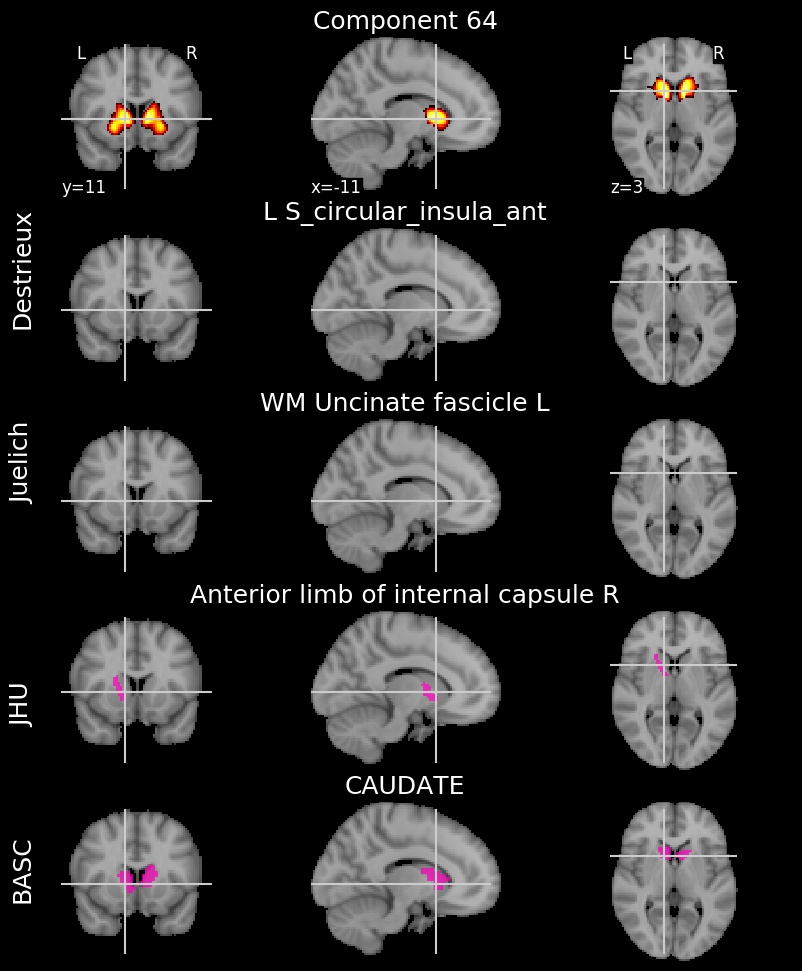 Component 64
L R
L R
y=11 x=-11 z=3
Destrieux
L S_circular_insula_ant
Juelich
WM Uncinate fascicle L
JHU
Anterior limb of internal capsule R
BASC
CAUDATE